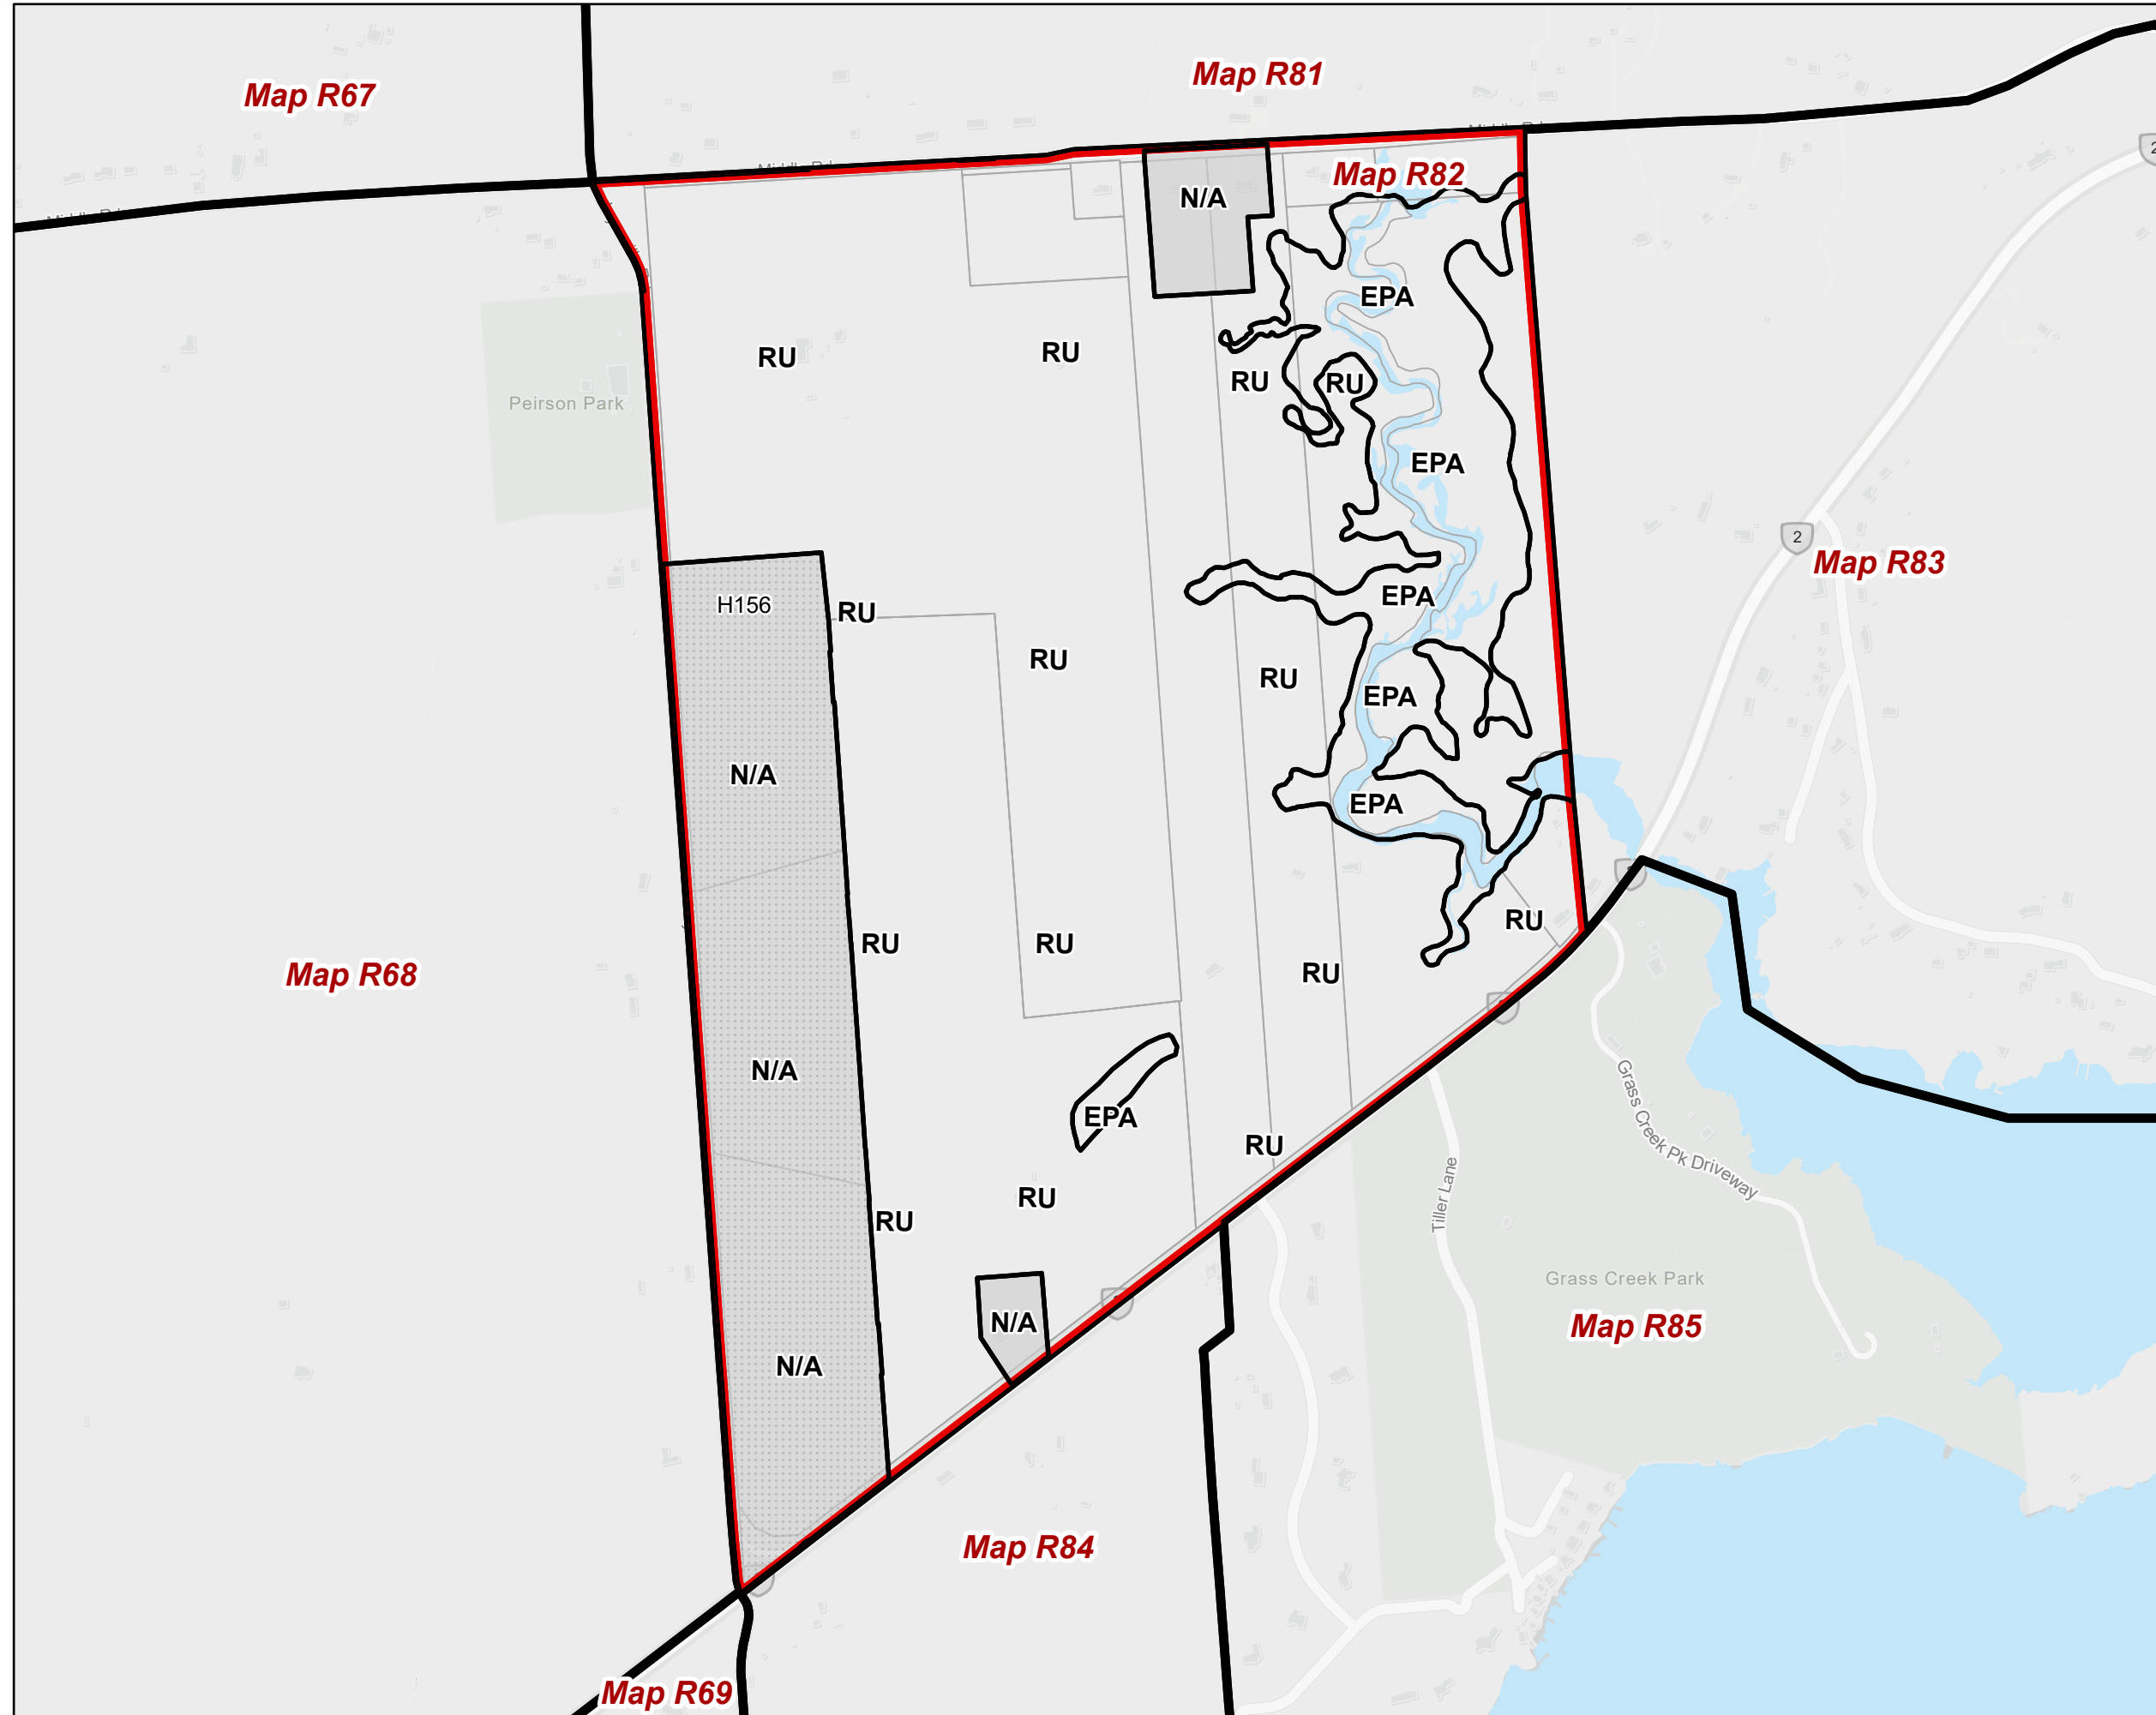 Map R81
Map R67
Map R82
N/A
EPA
RU
RU
RU
RU
Peirson Park
EPA
2
Map R83
H156
RU
EPA
RU
RU
EPA
N/A
EPA
RU
RU
RU
RU
Map R68
N/A
EPA
RU
Grass Creek Pk Driveway
Tiller Lane
RU
RU
Grass Creek Park
N/A
Map R85
N/A
Map R84
Map R69